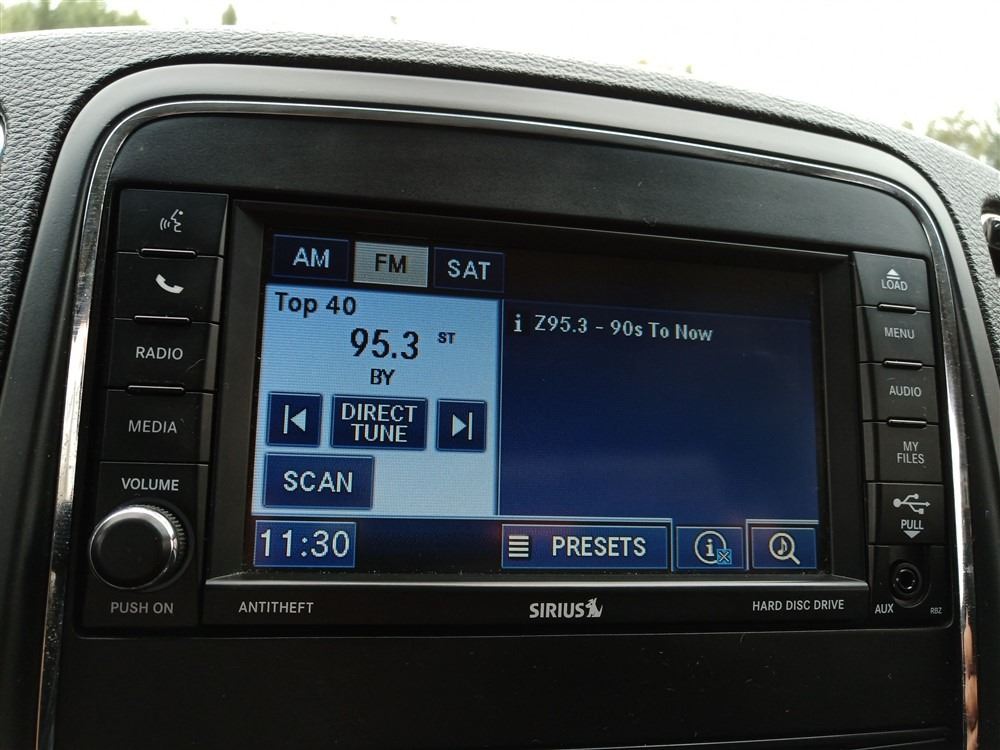 AM
FM
SAT
Top 40
95.3 ST
BY
DIRECT
TUNE
SCAN
i Z95.3 - 90s To Now
11:30
PRESETS
i
RADIO
MEDIA
VOLUME
PUSH ON
ANTITHEFT
SIRIUS
HARD DISC DRIVE
LOAD
MENU
AUDIO
MY
FILES
PULL
AUX
RBZ